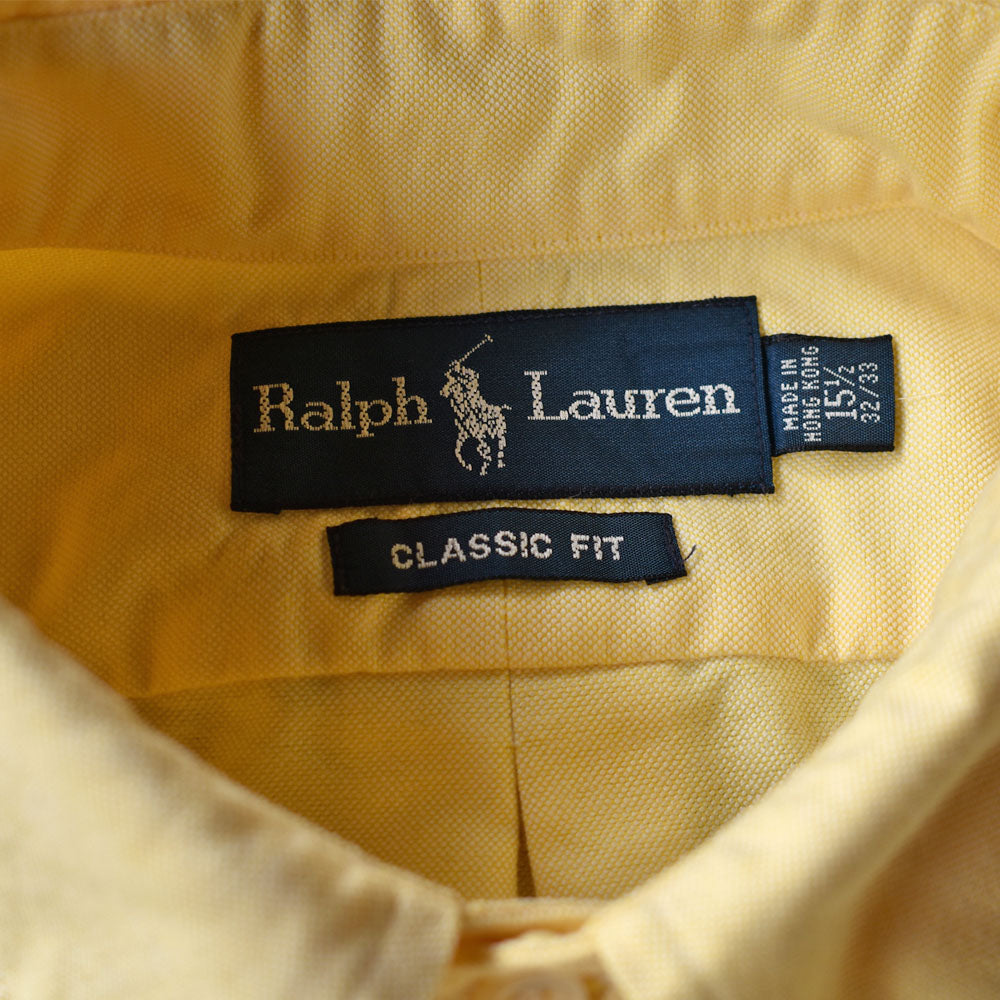 Ralph Lauren
CLASSIC FIT
MADE IN
HONG KONG
15½
32/33